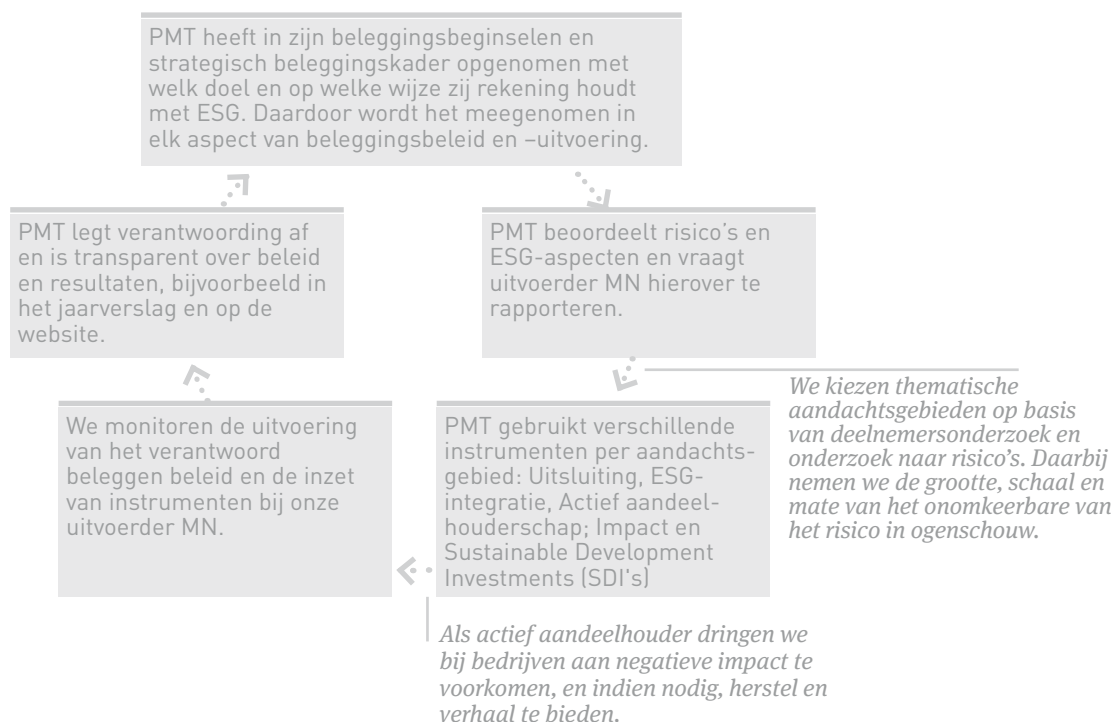 PMT heeft in zijn beleggingsbeginselen en
strategisch beleggingskader opgenomen met
welk doel en op welke wijze zij rekening houdt
met ESG. Daardoor wordt het meegenomen in
elk aspect van beleggingsbeleid en –uitvoering.
PMT legt verantwoording af
en is transparent over beleid
en resultaten, bijvoorbeeld in
het jaarverslag en op de
website.
PMT beoordeelt risico's en
ESG-aspecten en vraagt
uitvoerder MN hierover te
rapporteren.
We kiezen thematische
aandachtsgebieden op basis
van deelnemersonderzoek en
onderzoek naar risico's. Daarbij
nemen we de grootte, schaal en
mate van het onomkeerbare van
het risico in ogenschouw.
We monitoren de uitvoering
van het verantwoord
beleggen beleid en de inzet
van instrumenten bij onze
uitvoerder MN.
PMT gebruikt verschillende
instrumenten per aandachts-
gebied: Uitsluiting, ESG-
integratie, Actief aandeel-
houderschap; Impact en
Sustainable Development
Investments (SDI's)
Als actief aandeelhouder dringen we
bij bedrijven aan negatieve impact te
voorkomen, en indien nodig, herstel en
verhaal te bieden.